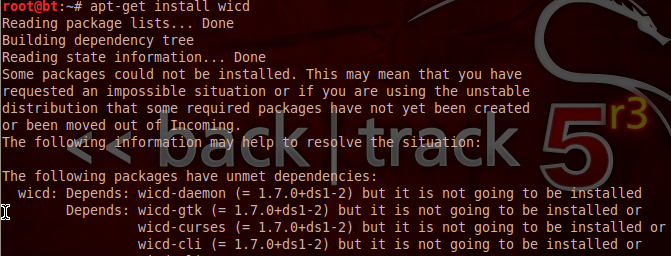 root@bt:~# apt-get install wicd
Reading package lists... Done
Building dependency tree
Reading state information... Done
Some packages could not be installed. This may mean that you have
requested an impossible situation or if you are using the unstable
distribution that some required packages have not yet been created
or been moved out of Incoming.
The following information may help to resolve the situation:
<< back | track 5 r3
The following packages have unmet dependencies:
wicd: Depends: wicd-daemon (= 1.7.0+ds1-2) but it is not going to be installed
Depends: wicd-gtk (= 1.7.0+ds1-2) but it is not going to be installed or
wicd-curses (= 1.7.0+ds1-2) but it is not going to be installed or
wicd-cli (= 1.7.0+ds1-2) but it is not going to be installed or